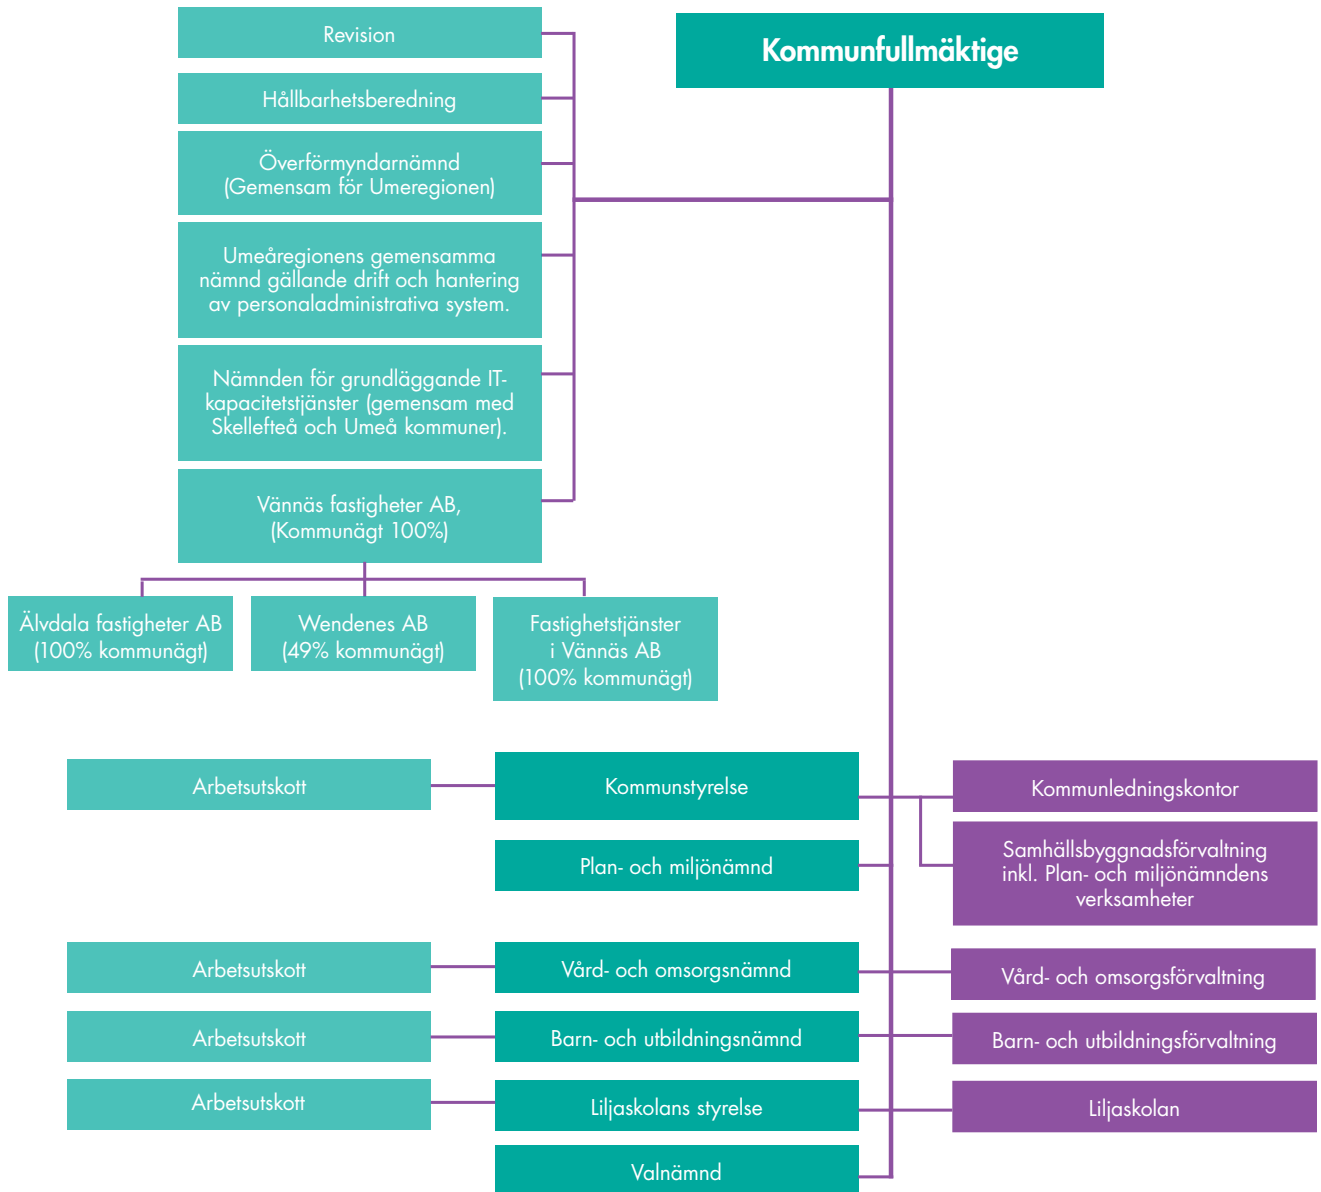 Kommunfullmäktige
Revision
Hållbarhetsberedning
Överförmyndarnämnd
(Gemensam för Umeregionen)
Umeåregionens gemensamma
nämnd gällande drift och hantering
av personaladministrativa system.
Nämnden för grundläggande IT-
kapacitetstjänster (gemensam med
Skellefteå och Umeå kommuner).
Vännäs fastigheter AB,
(Kommunägt 100%)
Älvdala fastigheter AB
(100% kommunägt)
Wendenes AB
(49% kommunägt)
Fastighetstjänster
i Vännäs AB
(100% kommunägt)
Arbetsutskott
Kommunstyrelse
Kommunledningskontor
Plan- och miljönämnd
Samhällsbyggnadsförvaltning
inkl. Plan- och miljönämndens
verksamheter
Arbetsutskott
Vård- och omsorgsnämnd
Vård- och omsorgsförvaltning
Arbetsutskott
Barn- och utbildningsnämnd
Barn- och utbildningsförvaltning
Arbetsutskott
Liljaskolans styrelse
Liljaskolan
Valnämnd